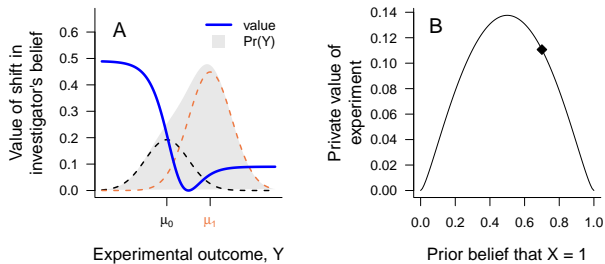 A
value
Pr(Y)
Value of shift in
investigator's belief
0.6
0.5
0.4
0.3
0.2
0.1
0.0
μ0
μ1
Experimental outcome, Y
B
Private value of
experiment
0.14
0.12
0.10
0.08
0.06
0.04
0.02
0.00
0.0 0.2 0.4 0.6 0.8 1.0
Prior belief that X = 1